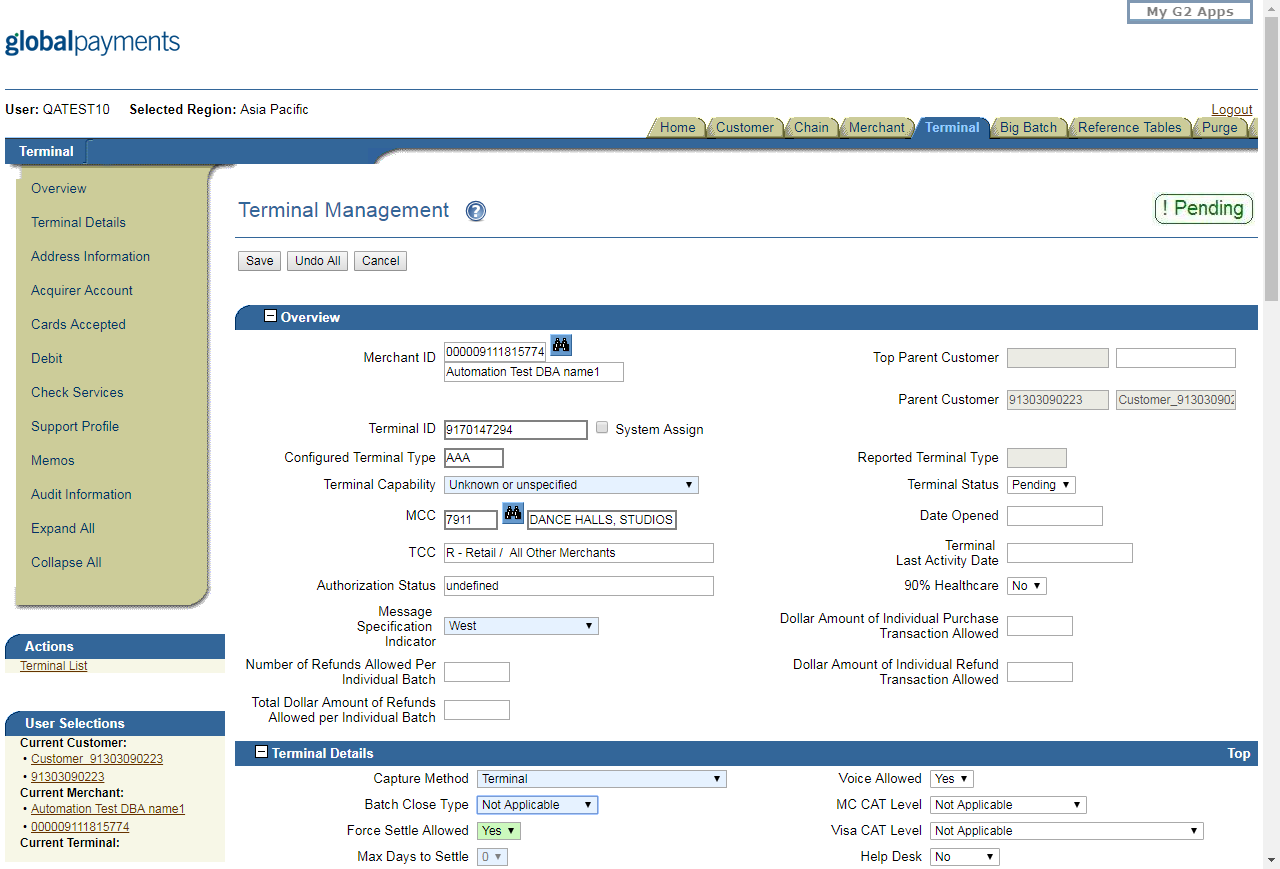 My G2 Apps
globalpayments
User: QATEST10 Selected Region: Asia Pacific
Logout
Home Customer Chain Merchant Terminal Big Batch Reference Tables Purge
Terminal
Overview
Terminal Details
Address Information
Acquirer Account
Cards Accepted
Debit
Check Services
Support Profile
Memos
Audit Information
Expand All
Collapse All
Actions
Terminal List
User Selections
Current Customer:
• Customer_91303090223
• 91303090223
Current Merchant:
• Automation Test DBA name1
• 000009111815774
Current Terminal:
Terminal Management ?
! Pending
Save Undo All Cancel
Overview
Merchant ID 000009111815774
Automation Test DBA name1
Top Parent Customer
Parent Customer 91303090223 Customer_913030902
Terminal ID 9170147294 System Assign
Configured Terminal Type AAA
Reported Terminal Type
Terminal Capability Unknown or unspecified
Terminal Status Pending
MCC 7911 DANCE HALLS, STUDIOS
Date Opened
TCC R - Retail / All Other Merchants
Terminal
Last Activity Date
Authorization Status undefined
90% Healthcare No
Message
Specification
Indicator
West
Dollar Amount of Individual Purchase
Transaction Allowed
Number of Refunds Allowed Per
Individual Batch
Dollar Amount of Individual Refund
Transaction Allowed
Total Dollar Amount of Refunds
Allowed per Individual Batch
Terminal Details Top
Capture Method Terminal
Voice Allowed Yes
Batch Close Type Not Applicable
MC CAT Level Not Applicable
Force Settle Allowed Yes
Visa CAT Level Not Applicable
Max Days to Settle 0
Help Desk No